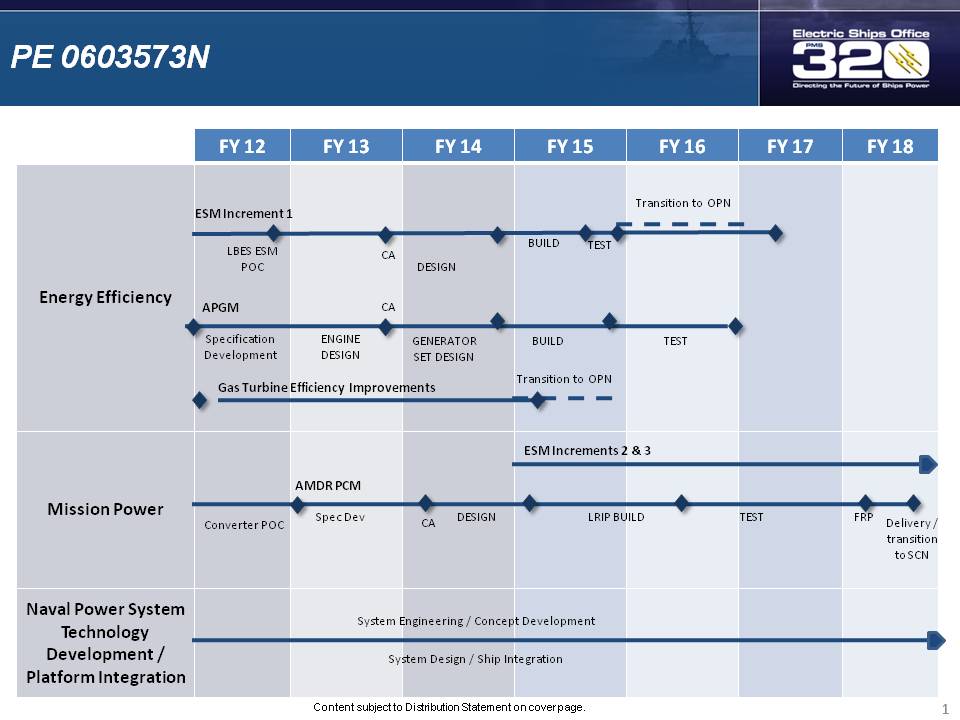 PE 0603573N
Electric Ships Office
PMS
320
Directing the Future of Ships Power
FY 12 FY 13 FY 14 FY 15 FY 16 FY 17 FY 18
Energy Efficiency
ESM Increment 1
Transition to OPN
LBES ESM
POC
CA
DESIGN
BUILD
TEST
APGM
CA
Specification
Development
ENGINE
DESIGN
GENERATOR
SET DESIGN
BUILD
TEST
Gas Turbine Efficiency Improvements
Transition to OPN
Mission Power
ESM Increments 2 & 3
AMDR PCM
Converter POC
Spec Dev
CA
DESIGN
LRIP BUILD
TEST
FRP
Delivery /
transition
to SCN
Naval Power System
Technology
Development /
Platform Integration
System Engineering / Concept Development
System Design / Ship Integration
Content subject to Distribution Statement on cover page.
1